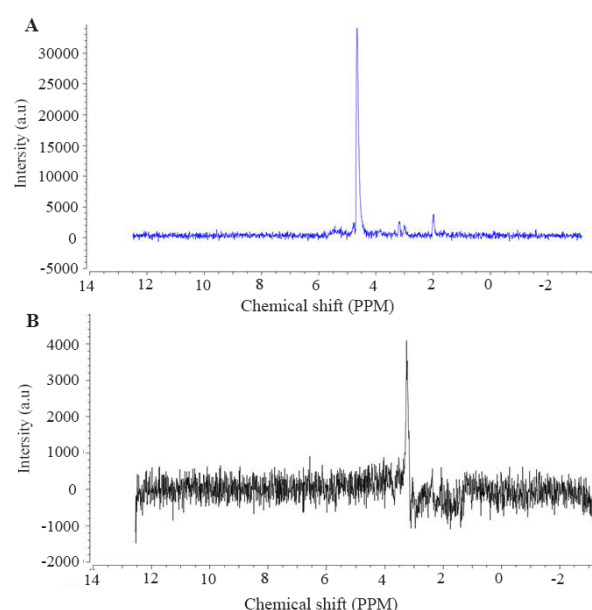 A
30000
25000
20000
15000
10000
5000
0
-5000
Intersity (a.u)
14 12 10 8 6 4 2 0 -2
Chemical shift (PPM)
B
4000
3000
2000
1000
0
-1000
-2000
Intersity (a.u)
14 12 10 8 6 4 2 0 -2
Chemical shift (PPM)